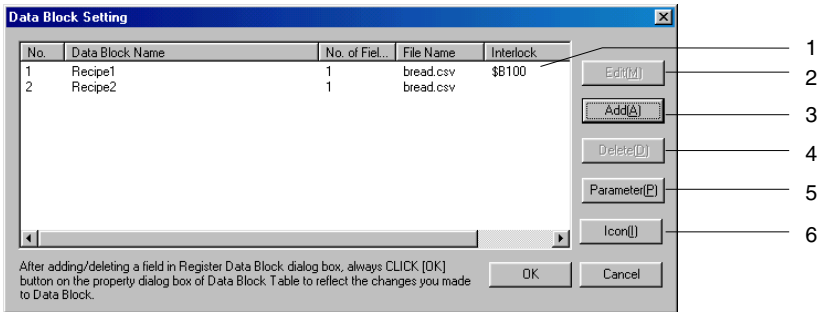 Data Block Setting
No. Data Block Name No. of Fiel... File Name Interlock
1 Recipe1 1 bread.csv $B100
2 Recipe2 1 bread.csv
1
Edit(M)
2
Add(A)
3
Delete(D)
4
Parameter(P)
5
Icon(I)
6
After adding/deleting a field in Register Data Block dialog box, always CLICK [OK]
button on the property dialog box of Data Block Table to reflect the changes you made
to Data Block.
OK
Cancel